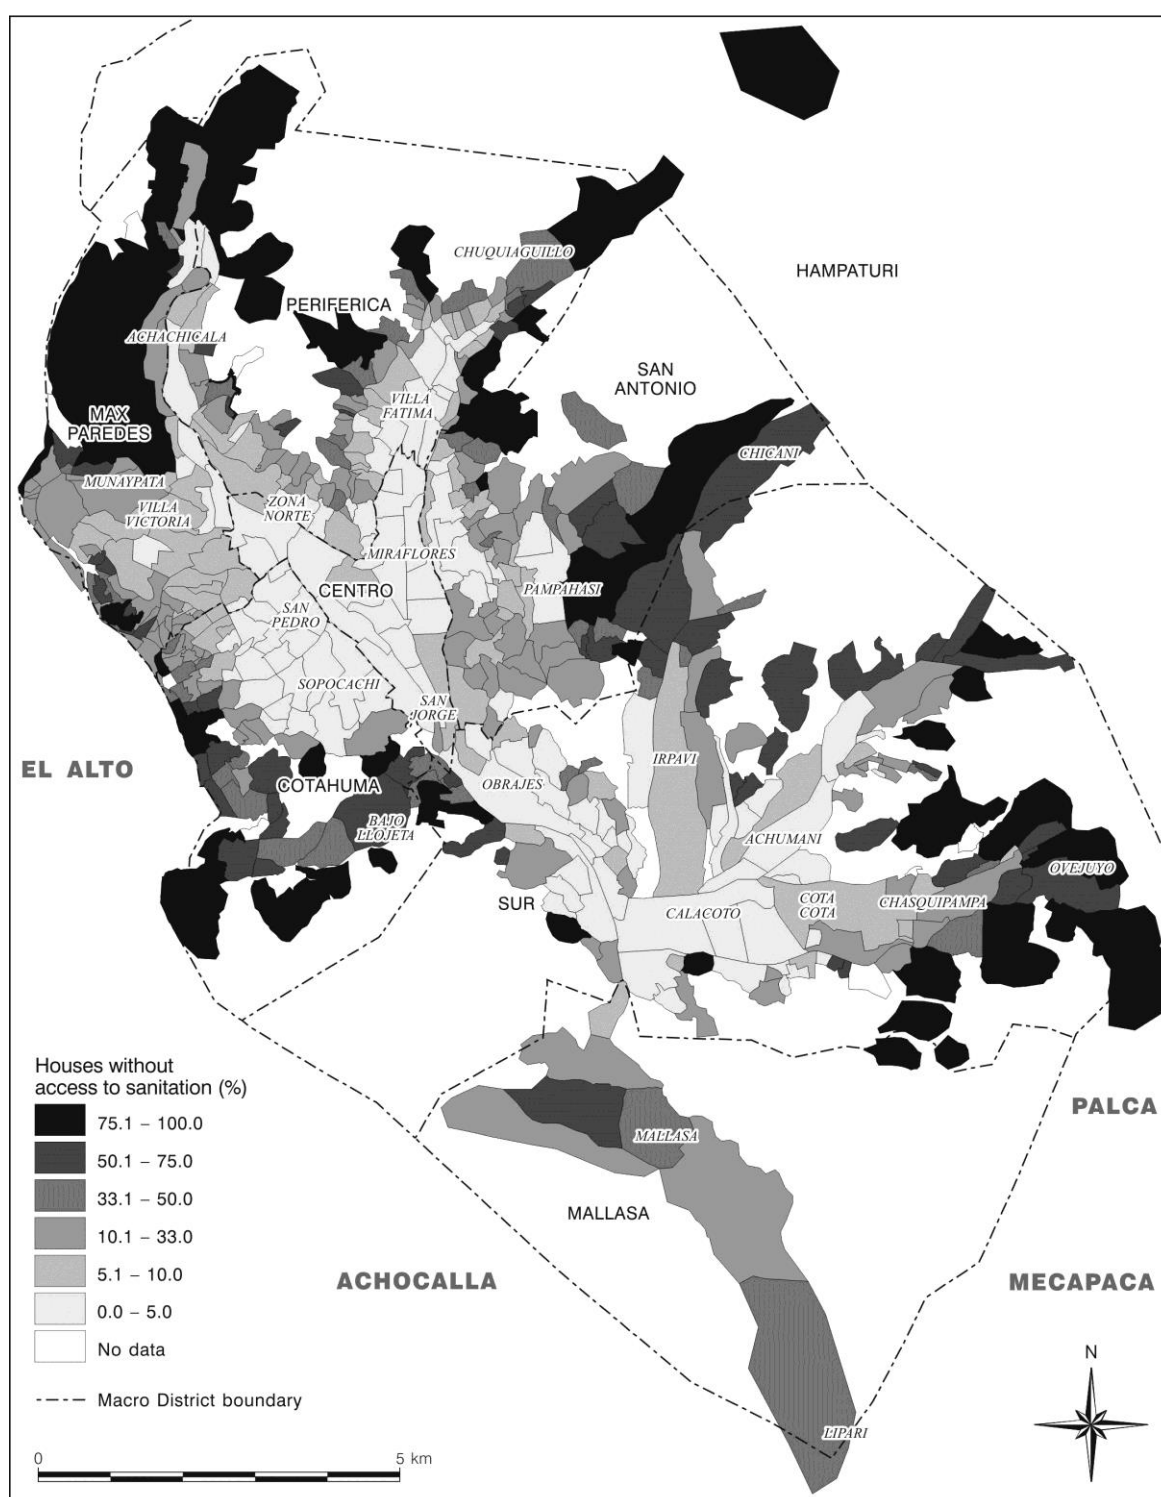 CHUQUIAGUILLO
HAMPATURI
PERIFERICA
ACHACHICALA
SAN
ANTONIO
VILLA
FATIMA
MAX
PAREDES
CHICANI
MUNAYPATA
VILLA
VICTORIA
ZONA
NORTE
MIRAFLORES
CENTRO
PAMPAHASI
SAN
PEDRO
SOPOCACHI
SAN
JORGE
EL ALTO
IRPAVI
COTAHUMA
OBRAJES
BAJO
LLOJETA
ACHUMANI
OVEJUYO
SUR
CALACOTO
COTA
COTA
CHASQUIPAMPA
Houses without
access to sanitation (%)
75.1 – 100.0
50.1 – 75.0
33.1 – 50.0
10.1 – 33.0
5.1 – 10.0
0.0 – 5.0
No data
Macro District boundary
PALCA
MALLASA
MALLASA
ACHOCALLA
MECAPACA
N
LIPARI
0
5 km